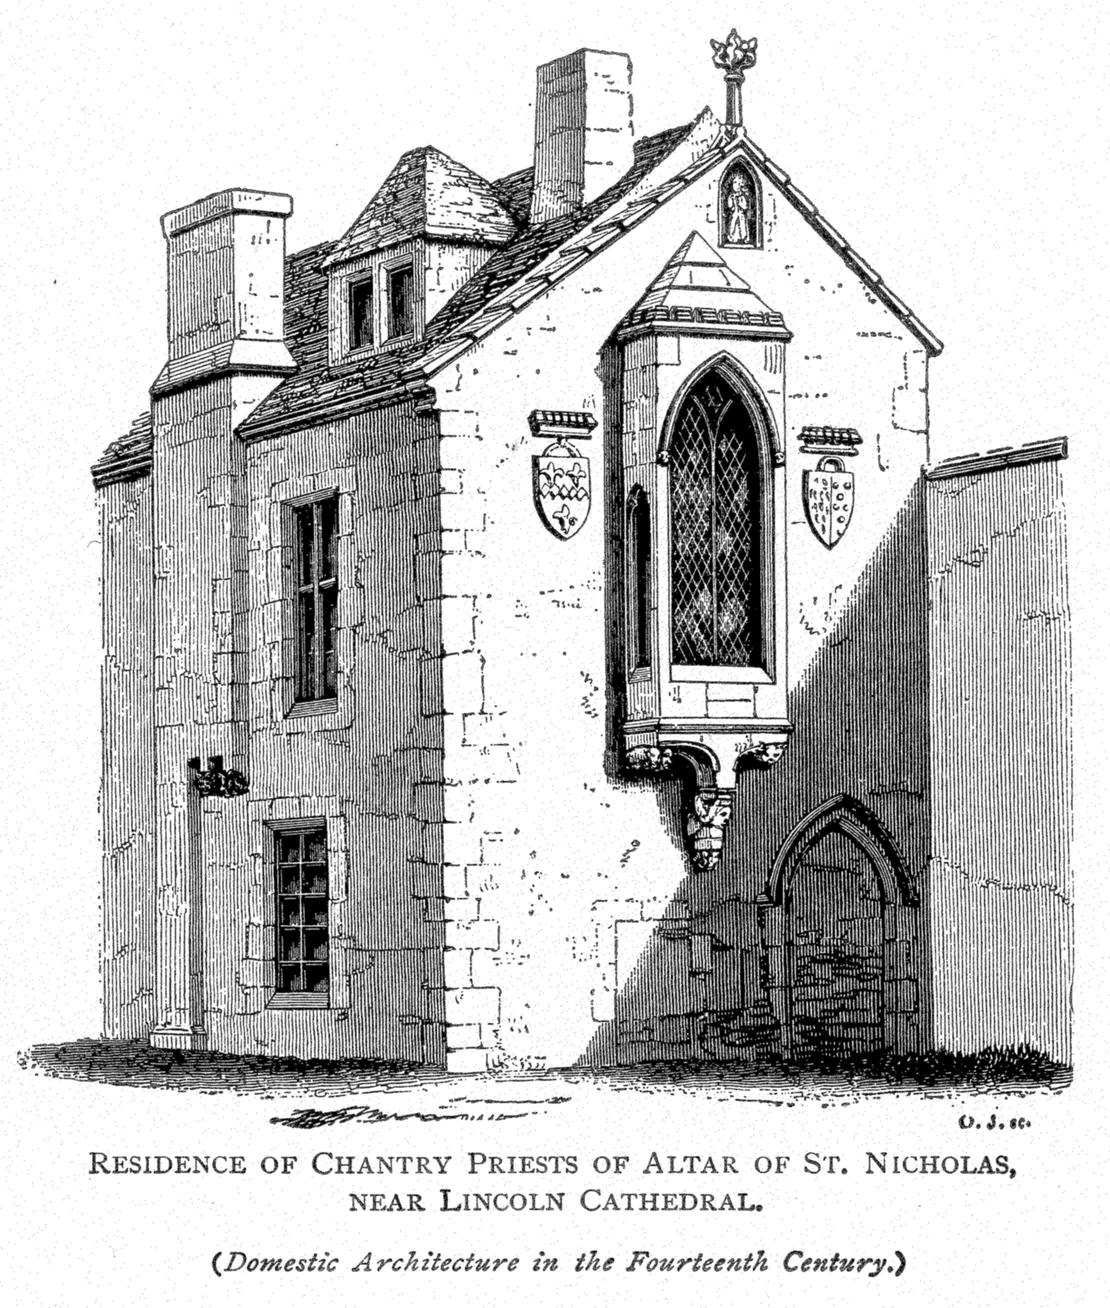 O. J. sc.
RESIDENCE OF CHANTRY PRIESTS OF ALTAR OF ST. NICHOLAS,
NEAR LINCOLN CATHEDRAL.
(Domestic Architecture in the Fourteenth Century.)